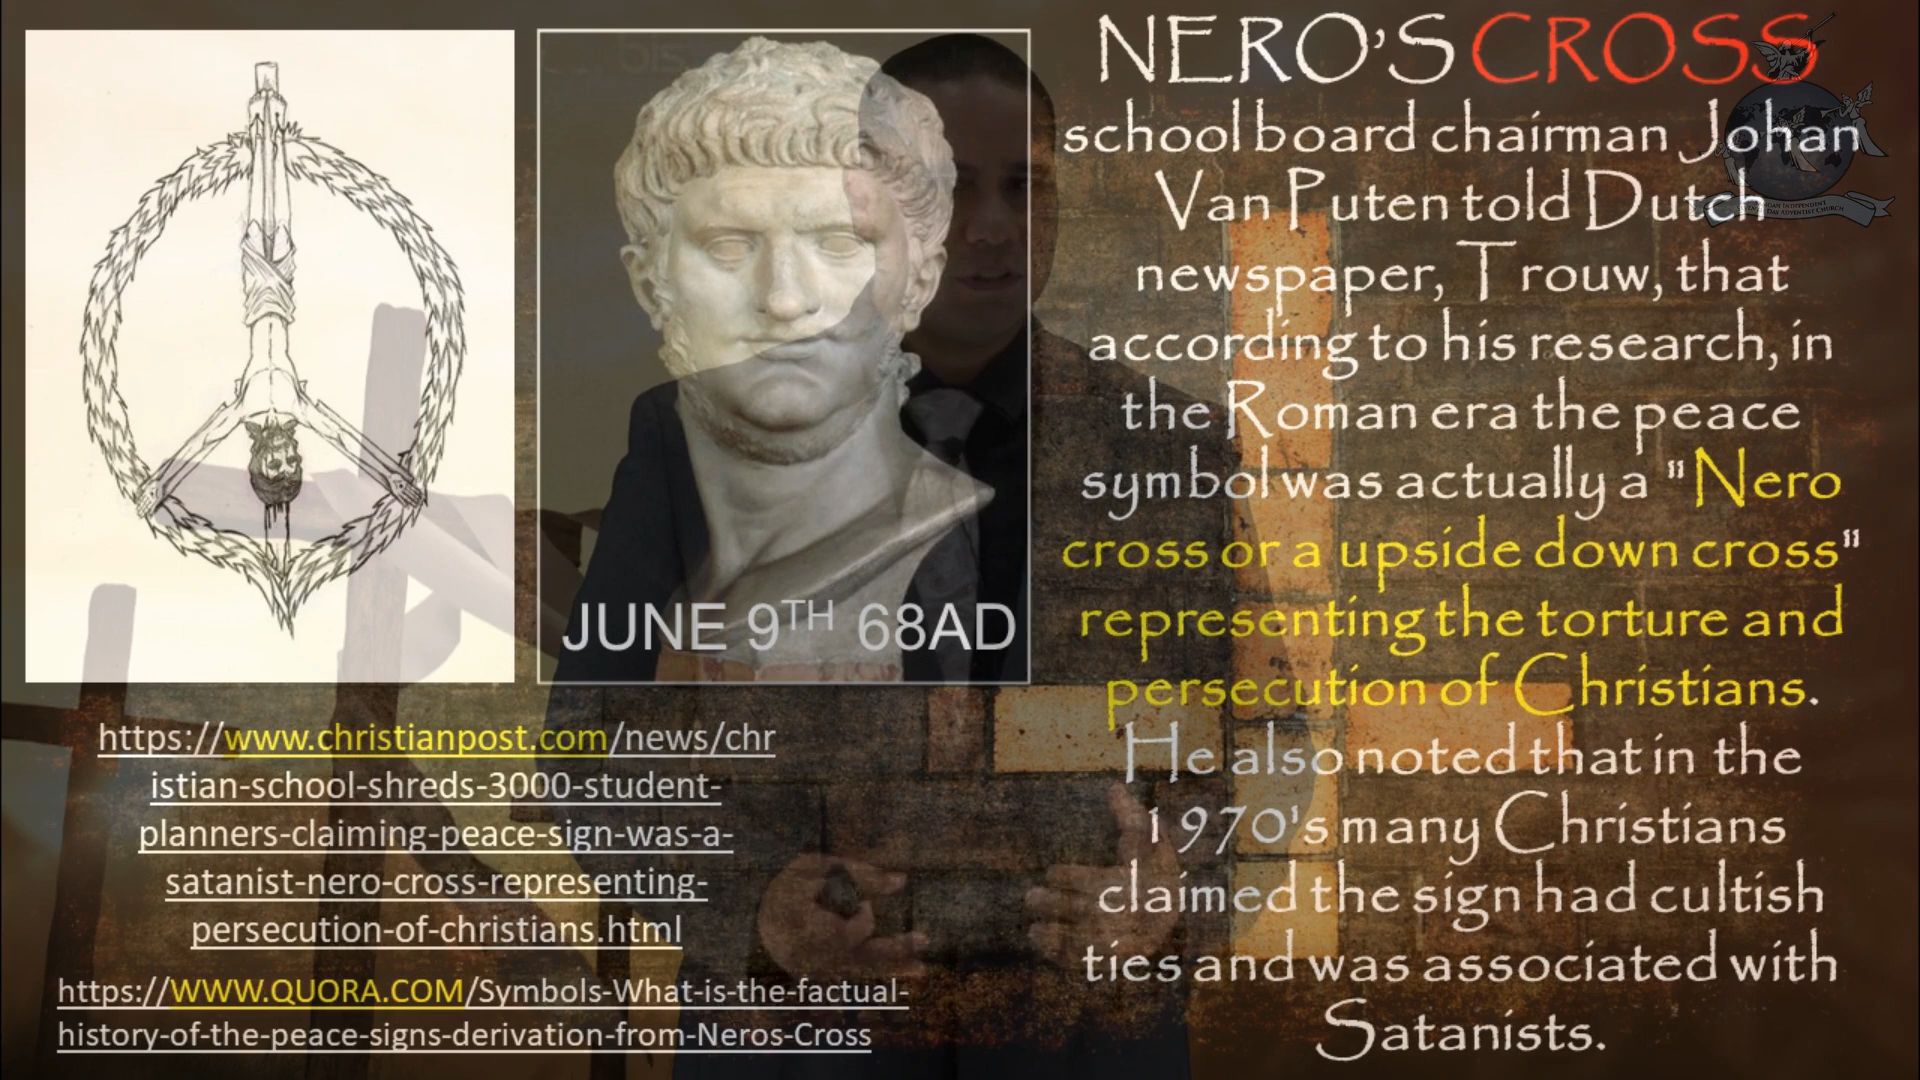 NERO'S CROSS
school board chairman Johan
Van Puten told Dutch
newspaper, Trouw, that
according to his research, in
the Roman era the peace
symbol was actually a "Nero
cross or a upside down cross"
representing the torture and
persecution of Christians.
He also noted that in the
1970's many Christians
claimed the sign had cultish
ties and was associated with
Satanists.
JUNE 9TH 68AD
https://www.christianpost.com/news/chr
istian-school-shreds-3000-student-
planners-claiming-peace-sign-was-a-
satanist-nero-cross-representing-
persecution-of-christians.html
https://WWW.QUORA.COM/Symbols-What-is-the-factual-
history-of-the-peace-signs-derivation-from-Neros-Cross
INDEPENDENT
DAY ADVENTIST CHURCH